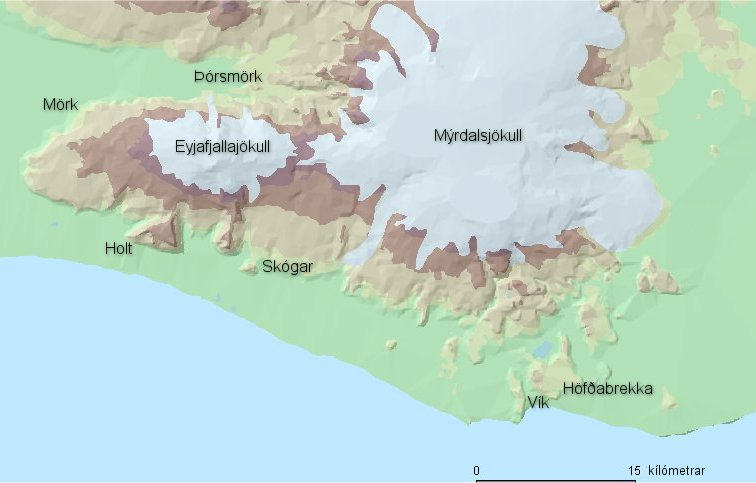 Þórsmörk
Mörk
Eyjafjallajökull
Mýrdalsjökull
Holt
Skógar
Höfðabrekka
Vík
0 15 kílómetrar